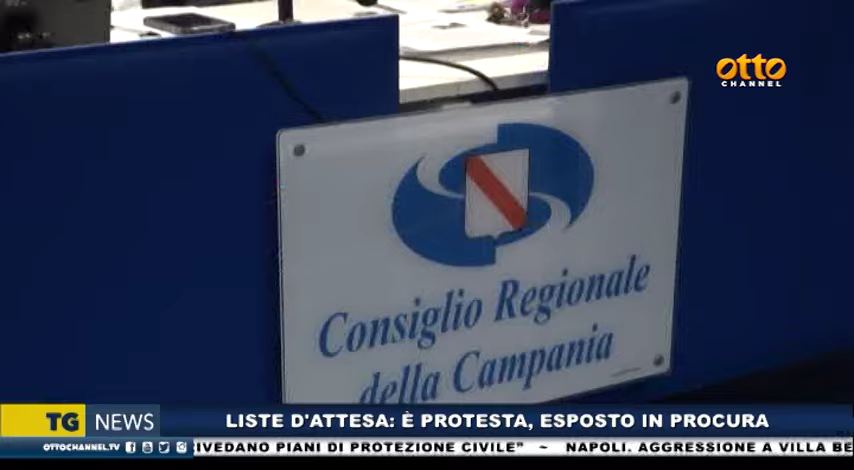 otto
CHANNEL
Consiglio Regionale
della Campania
TG NEWS
LISTE D'ATTESA: È PROTESTA, ESPOSTO IN PROCURA
OTTOCHANNEL.TV
RIVEDANO PIANI DI PROTEZIONE CIVILE" ~ NAPOLI. AGGRESSIONE A VILLA BE